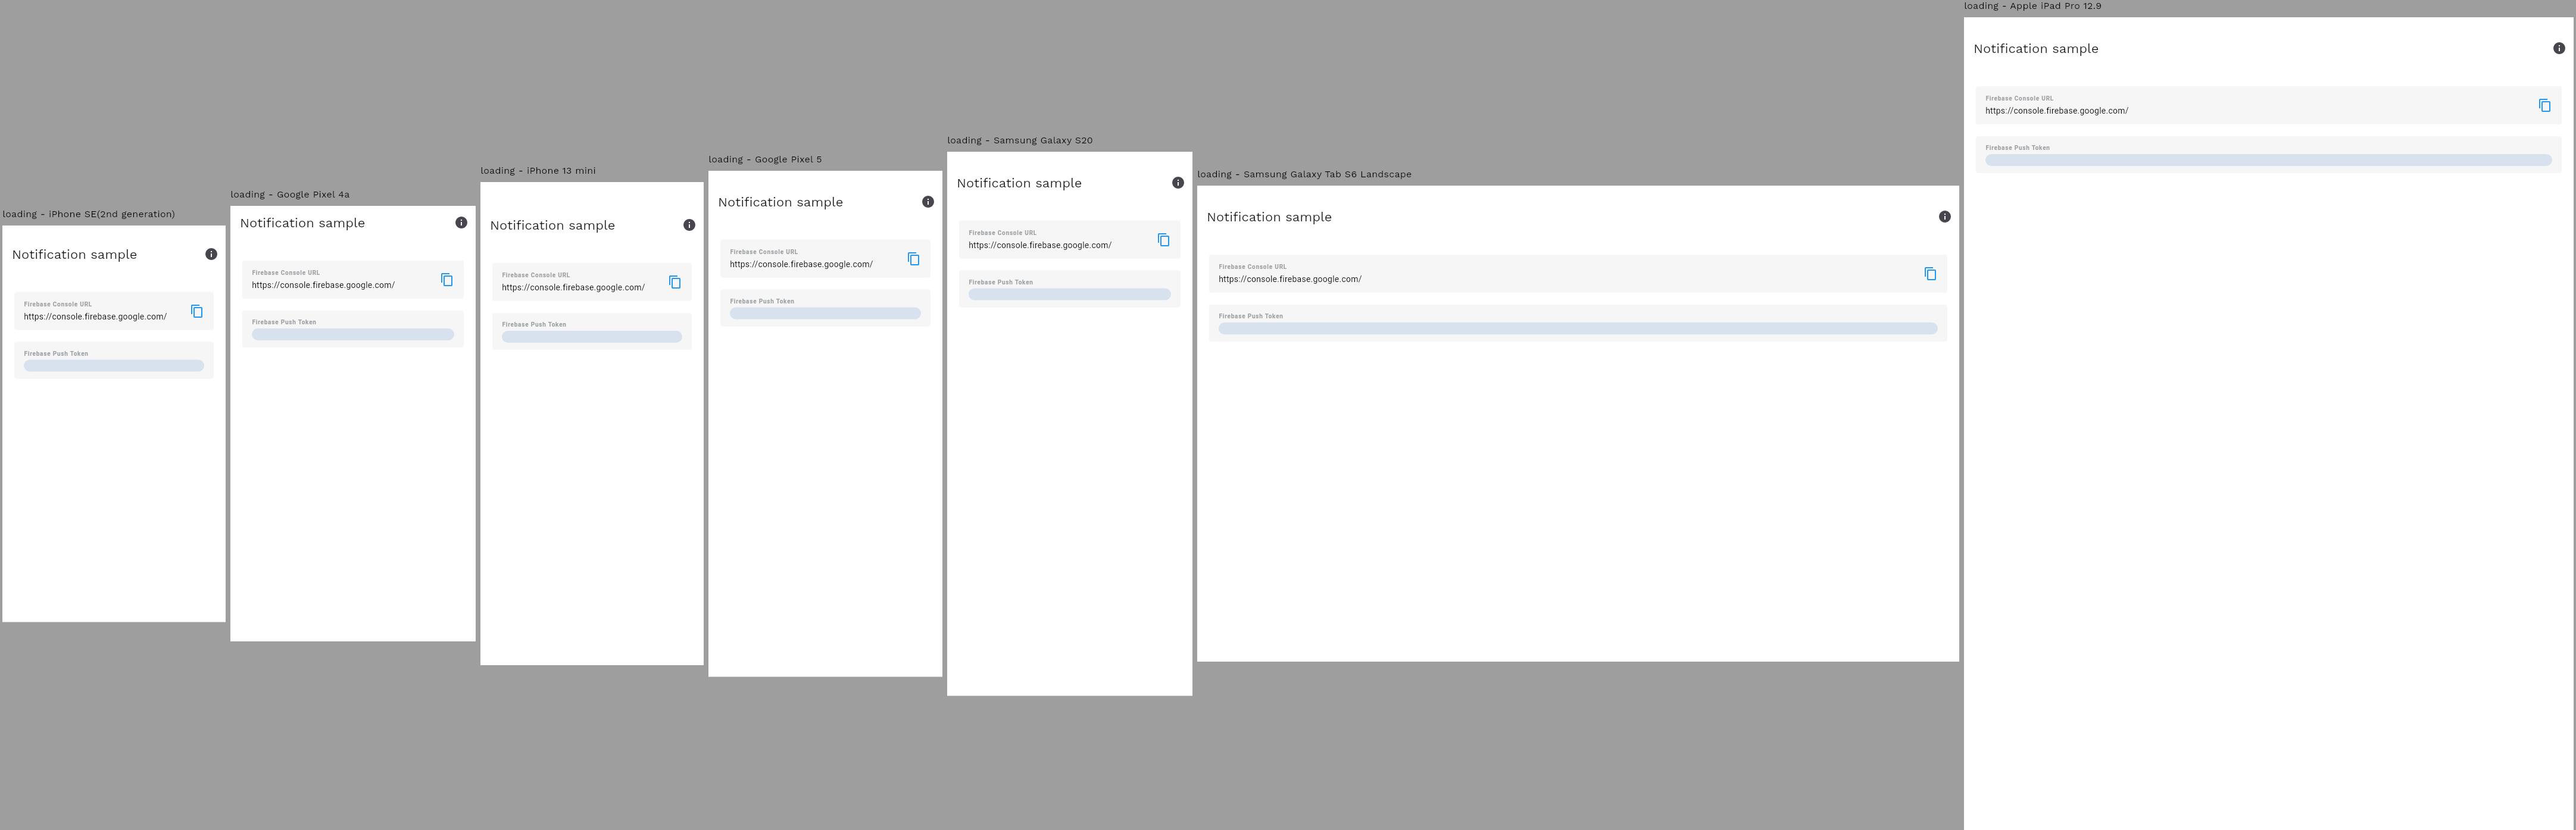 loading - iPhone SE(2nd generation)
Notification sample
Firebase Console URL
https://console.firebase.google.com/
Firebase Push Token
loading - Google Pixel 4a
Notification sample
Firebase Console URL
https://console.firebase.google.com/
Firebase Push Token
loading - iPhone 13 mini
Notification sample
Firebase Console URL
https://console.firebase.google.com/
Firebase Push Token
loading - Google Pixel 5
Notification sample
Firebase Console URL
https://console.firebase.google.com/
Firebase Push Token
loading - Samsung Galaxy S20
Notification sample
Firebase Console URL
https://console.firebase.google.com/
Firebase Push Token
loading - Samsung Galaxy Tab S6 Landscape
Notification sample
Firebase Console URL
https://console.firebase.google.com/
Firebase Push Token
loading - Apple iPad Pro 12.9
Notification sample
Firebase Console URL
https://console.firebase.google.com/
Firebase Push Token